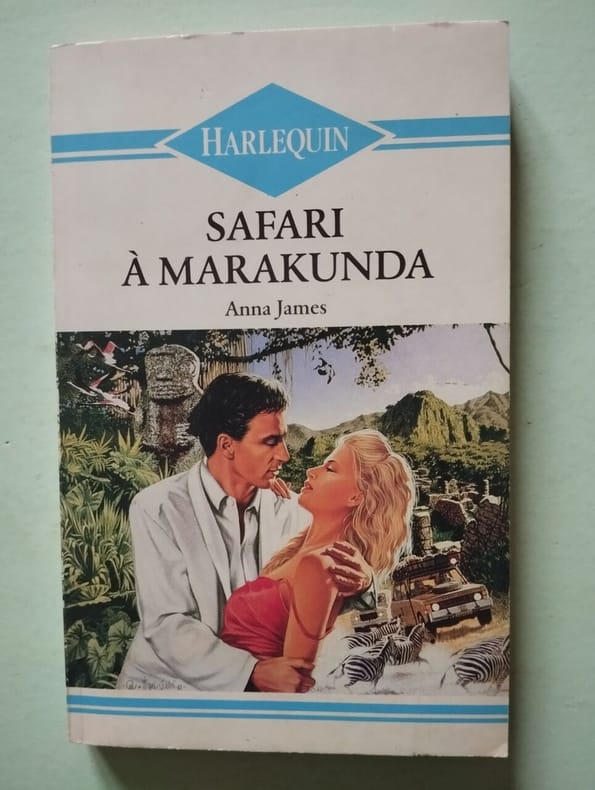 HARLEQUIN
SAFARI
À MARAKUNDA
Anna James